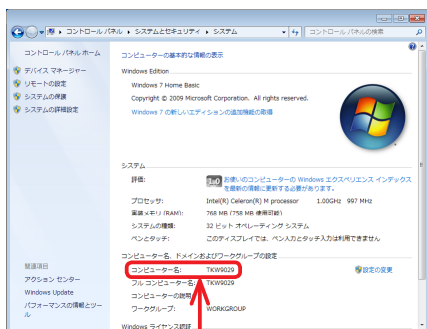 コントロール パネル ▸ システムとセキュリティ ▸ システム
コントロール パネルの検索
コントロール パネル ホーム
デバイス マネージャー
リモートの設定
システムの保護
システムの詳細設定
コンピューターの基本的な情報の表示
Windows Edition
Windows 7 Home Basic
Copyright © 2009 Microsoft Corporation. All rights reserved.
Windows 7 の新しいエディションの追加機能の取得
システム
評価:
1.0 お使いのコンピューターの Windows エクスペリエンス インデックス
を最新の情報に更新する必要があります。
プロセッサ: Intel(R) Celeron(R) M processor 1.00GHz 997 MHz
実装メモリ (RAM): 768 MB (758 MB 使用可能)
システムの種類: 32 ビット オペレーティング システム
ペンとタッチ: このディスプレイでは、ペン入力とタッチ入力は利用できません
コンピューター名、ドメインおよびワークグループの設定
コンピューター名: TKW9029
設定の変更
フル コンピューター名: TKW9029
コンピューターの説明
ワークグループ: WORKGROUP
Windows ライセンス認証
関連項目
アクション センター
Windows Update
パフォーマンスの情報とツー
ル